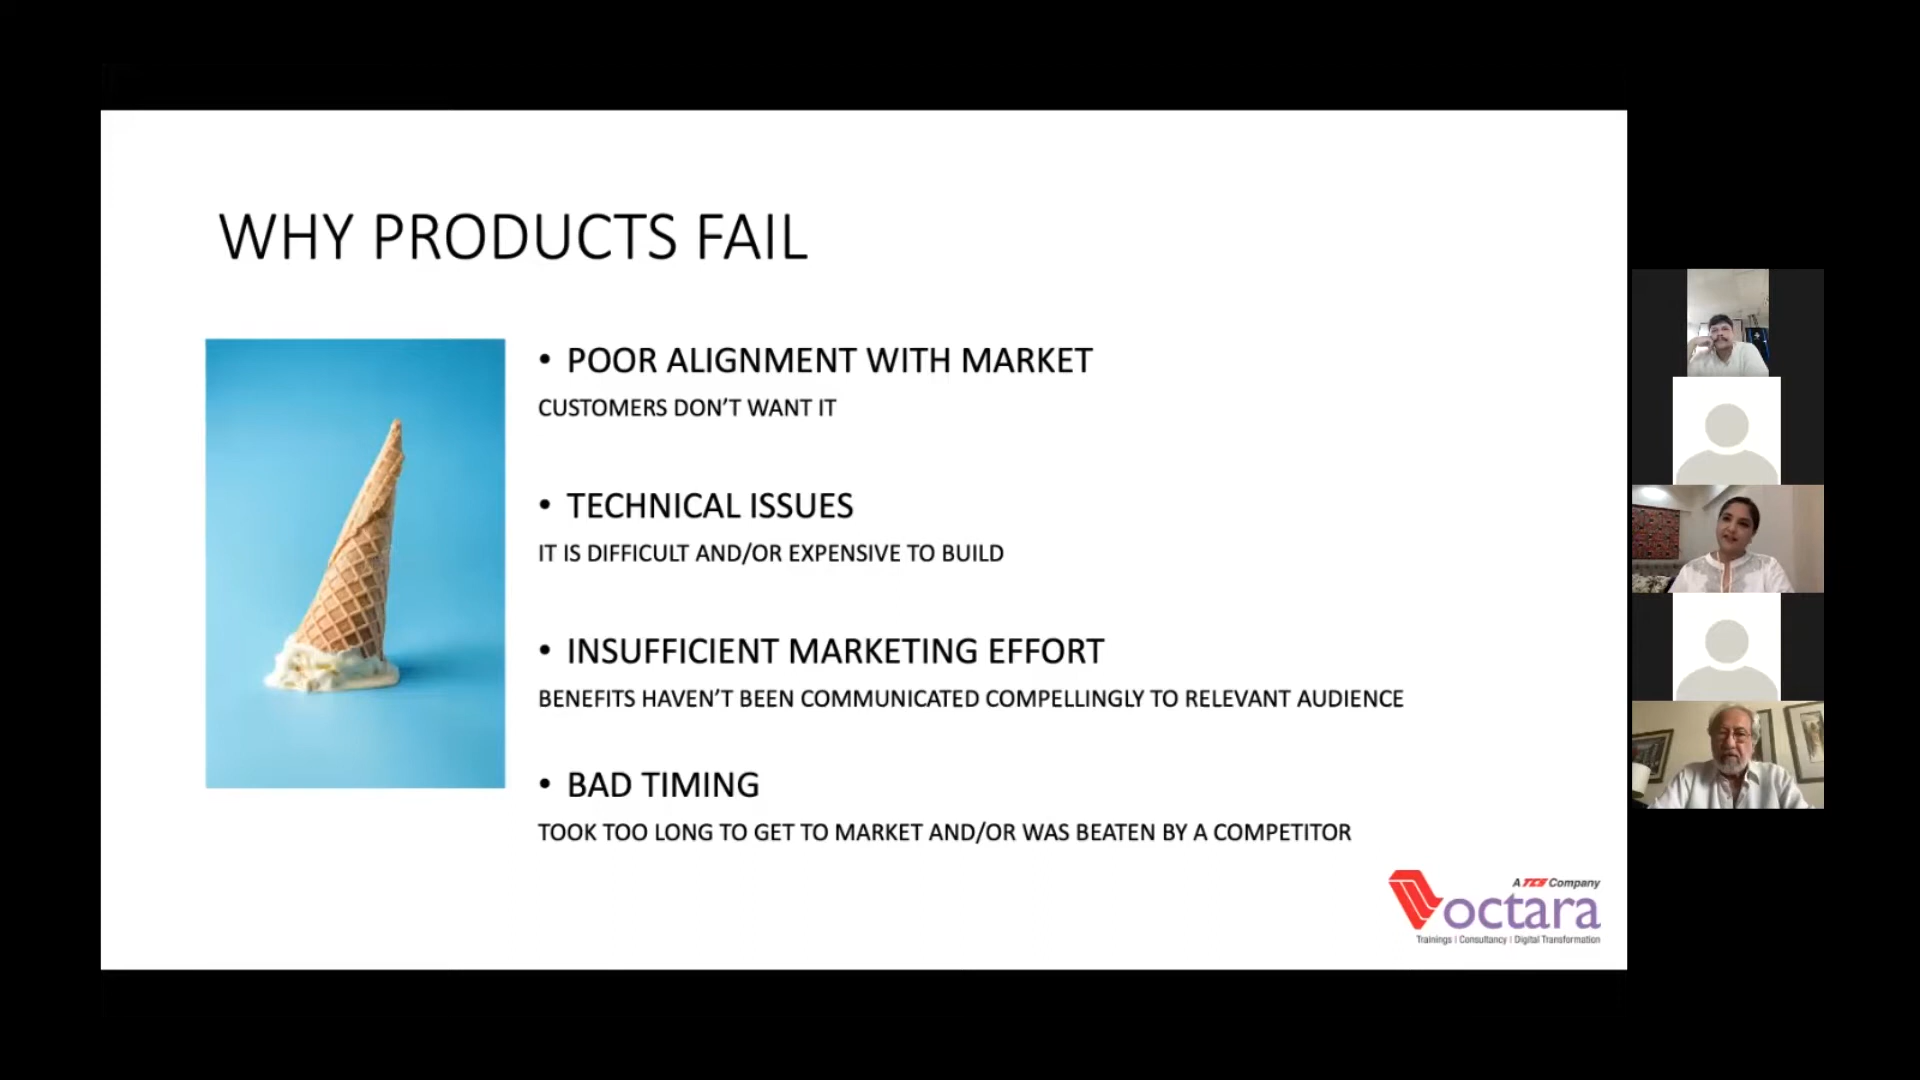 WHY PRODUCTS FAIL
• POOR ALIGNMENT WITH MARKET
CUSTOMERS DON’T WANT IT
• TECHNICAL ISSUES
IT IS DIFFICULT AND/OR EXPENSIVE TO BUILD
• INSUFFICIENT MARKETING EFFORT
BENEFITS HAVEN’T BEEN COMMUNICATED COMPELLINGLY TO RELEVANT AUDIENCE
• BAD TIMING
TOOK TOO LONG TO GET TO MARKET AND/OR WAS BEATEN BY A COMPETITOR
A TCS Company
octara
Trainings | Consultancy | Digital Transformation